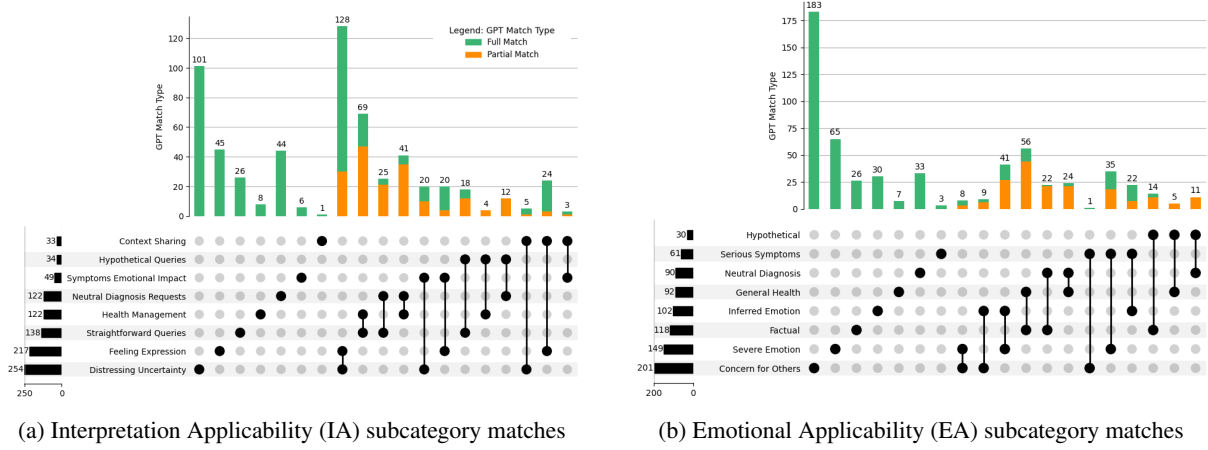 128
101
69
45
44
41
26
25
24
20
20
18
12
8
6
5
4
3
1
120
100
80
60
40
20
0
GPT Match Type
Legend: GPT Match Type
Full Match
Partial Match
33 Context Sharing
34 Hypothetical Queries
49 Symptoms Emotional Impact
122 Neutral Diagnosis Requests
122 Health Management
138 Straightforward Queries
217 Feeling Expression
254 Distressing Uncertainty
250 0
(a) Interpretation Applicability (IA) subcategory matches
183
65
56
41
35
33
30
26
24
22
22
14
11
9
8
7
5
3
1
175
150
125
100
75
50
25
0
GPT Match Type
30 Hypothetical
61 Serious Symptoms
90 Neutral Diagnosis
92 General Health
102 Inferred Emotion
118 Factual
149 Severe Emotion
201 Concern for Others
200 0
(b) Emotional Applicability (EA) subcategory matches